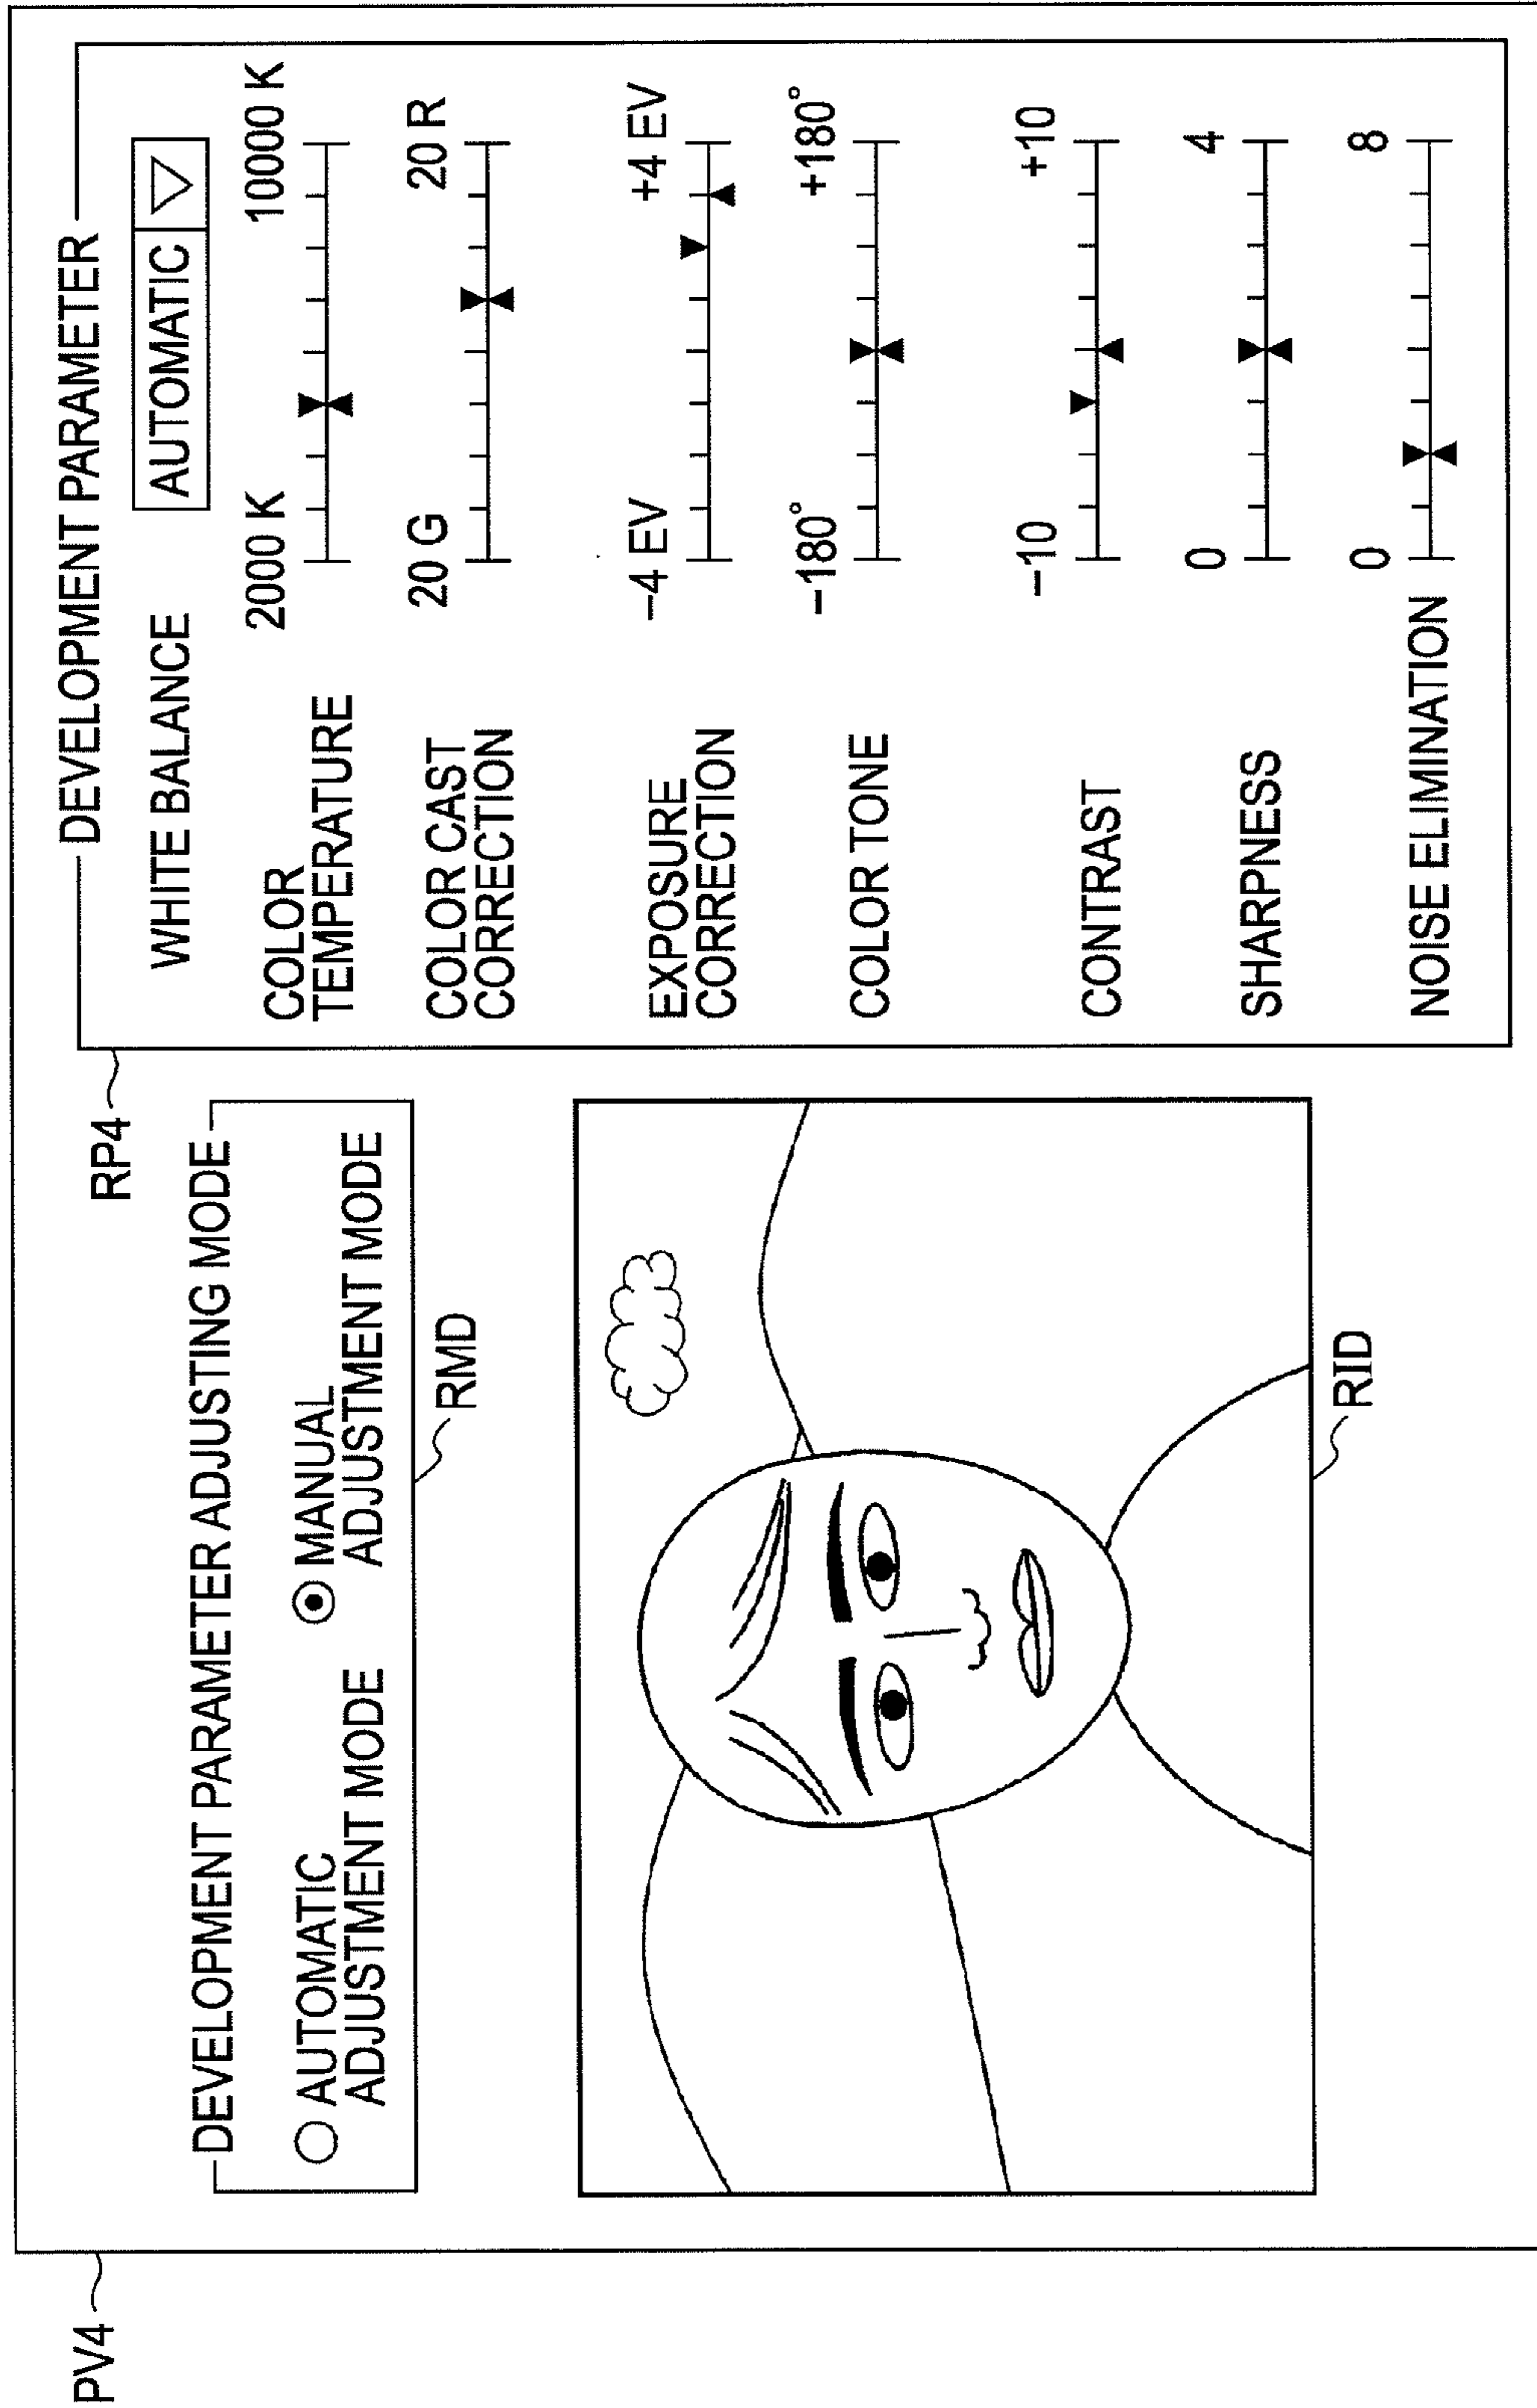 PV4
RP4
DEVELOPMENT PARAMETER ADJUSTING MODE
AUTOMATIC
ADJUSTMENT MODE
MANUAL
ADJUSTMENT MODE
RMD
RID
DEVELOPMENT PARAMETER
WHITE BALANCE
AUTOMATIC
2000 K
10000 K
COLOR
TEMPERATURE
20 G
20 R
COLOR CAST
CORRECTION
–4 EV
+4 EV
EXPOSURE
CORRECTION
–180°
+180°
COLOR TONE
–10
+10
CONTRAST
0
4
SHARPNESS
0
8
NOISE ELIMINATION